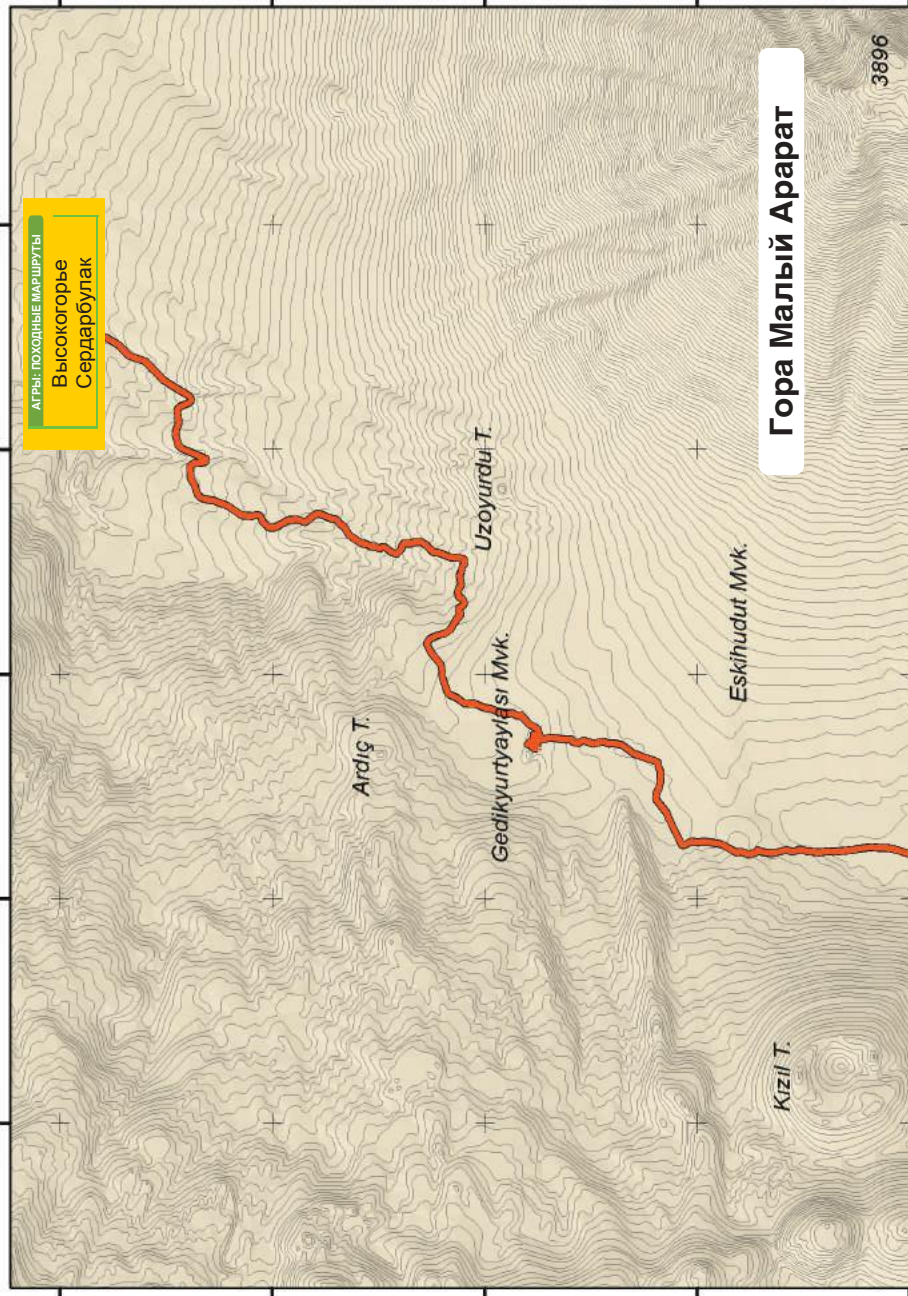 АГРЫ: ПОХОДНЫЕ МАРШРУТЫ
Высокогорье
Сердарбулак
Ardıç T.
Uzoyurdu T.
Gedikyurtyaylası Mvk.
Kızıl T.
Eskihudut Mvk.
Гора Малый Арарат
3896